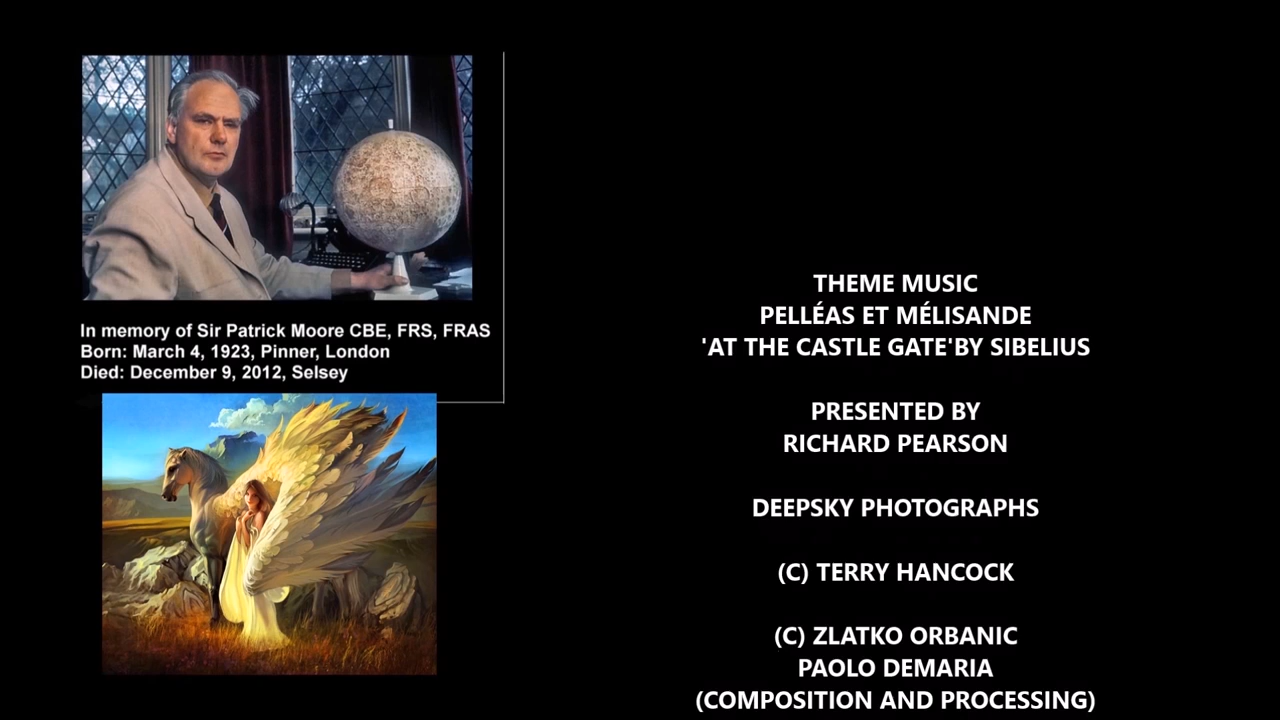 In memory of Sir Patrick Moore CBE, FRS, FRAS
Born: March 4, 1923, Pinner, London
Died: December 9, 2012, Selsey
THEME MUSIC
PELLÉAS ET MÉLISANDE
'AT THE CASTLE GATE'BY SIBELIUS
PRESENTED BY
RICHARD PEARSON
DEEPSKY PHOTOGRAPHS
(C) TERRY HANCOCK
(C) ZLATKO ORBANIC
PAOLO DEMARIA
(COMPOSITION AND PROCESSING)